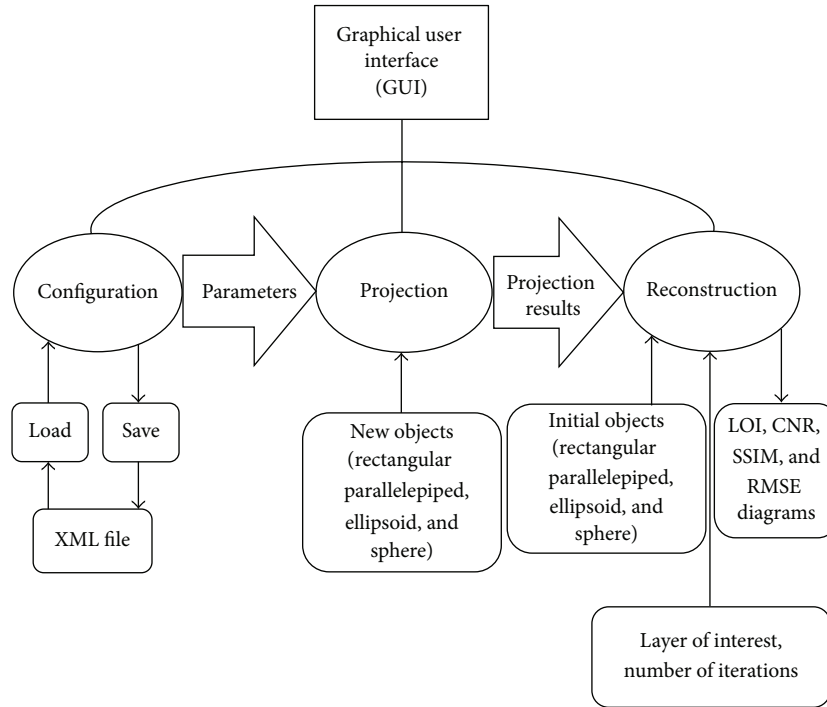 Graphical user
interface
(GUI)
Configuration
Parameters
Projection
Projection
results
Reconstruction
Load
Save
XML file
New objects
(rectangular
parallelepiped,
ellipsoid, and
sphere)
Initial objects
(rectangular
parallelepiped,
ellipsoid, and
sphere)
LOI, CNR,
SSIM, and
RMSE
diagrams
Layer of interest,
number of iterations